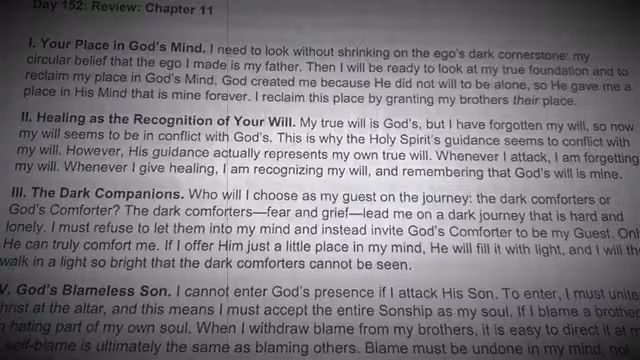 Day 152: Review: Chapter 11
I. Your Place in God's Mind. I need to look without shrinking on the ego's dark cornerstone: my
circular belief that the ego I made is my father. Then I will be ready to look at my true foundation and to
reclaim my place in God's Mind. God created me because He did not will to be alone, so He gave me a
place in His Mind that is mine forever. I reclaim this place by granting my brothers their place.
II. Healing as the Recognition of Your Will. My true will is God's, but I have forgotten my will, so now
my will seems to be in conflict with God's. This is why the Holy Spirit's guidance seems to conflict with
my will. However, His guidance actually represents my own true will. Whenever I attack, I am forgetting
my will. Whenever I give healing, I am recognizing my will, and remembering that God's will is mine.
III. The Dark Companions. Who will I choose as my guest on the journey: the dark comforters or
God's Comforter? The dark comforters—fear and grief—lead me on a dark journey that is hard and
lonely. I must refuse to let them into my mind and instead invite God's Comforter to be my Guest. Onl
He can truly comfort me. If I offer Him just a little place in my mind, He will fill it with light, and I will th
walk in a light so bright that the dark comforters cannot be seen.
V. God's Blameless Son. I cannot enter God's presence if I attack His Son. To enter, I must unite
hrist at the altar, and this means I must accept the entire Sonship as my soul. If I blame a brother
n hating part of my own soul. When I withdraw blame from my brothers, it is easy to direct it at m
self-blame is ultimately the same as blaming others. Blame must be undone in my mind,